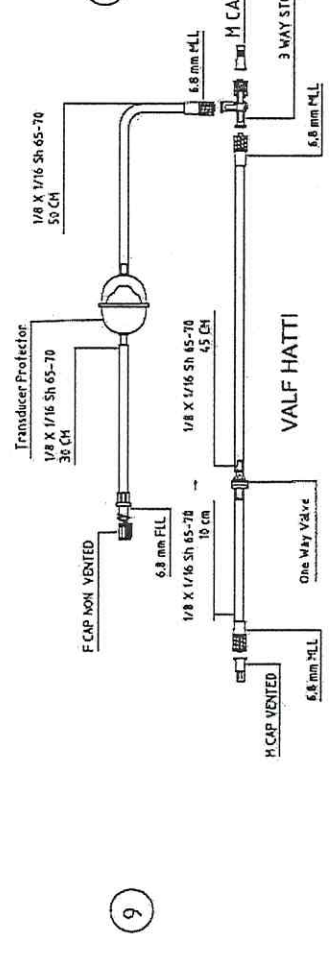 Transducer Protector
1/8 X 1/16 Sh 65-70
50 CM
6.8 mm MLL
M CA
3 WAY STO
1/8 X 1/16 Sh 65-70
30 CM
F CAP NON VENTED
6.8 mm FLL
1/8 X 1/16 Sh 65-70
10 cm
→
1/8 X 1/16 Sh 65-70
45 CM
VALF HATTI
6.8 mm MLL
One Way Valve
M.CAP VENTED
6.8 mm MLL
9